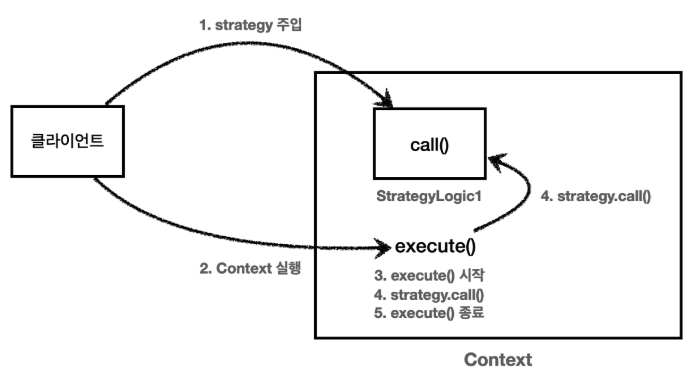 1. strategy 주입
클라이언트
call()
StrategyLogic1
4. strategy.call()
execute()
2. Context 실행
3. execute() 시작
4. strategy.call()
5. execute() 종료
Context